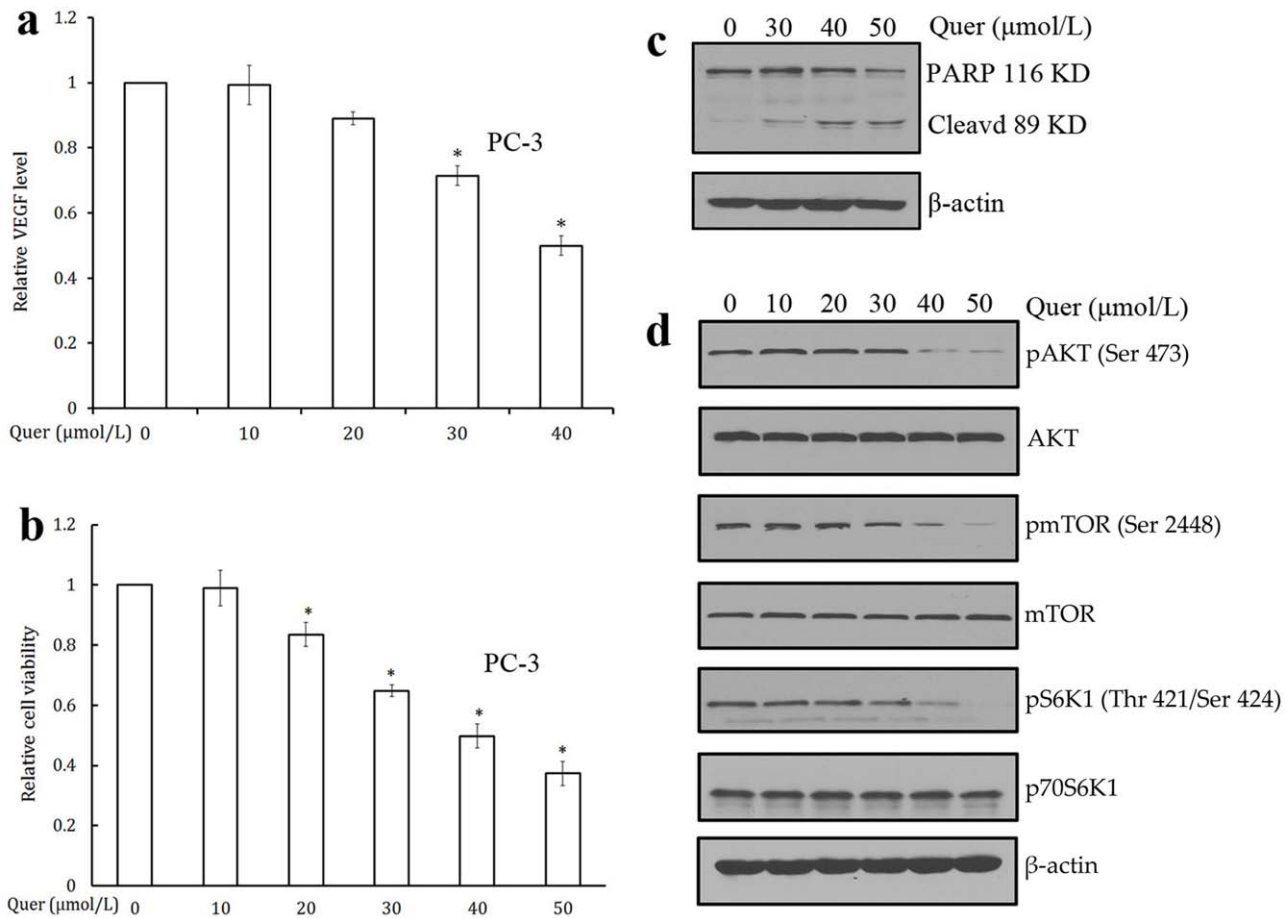 a
1.2
1
0.8
0.6
0.4
0.2
0
Relative VEGF level
PC-3
*
*
Quer (μmol/L) 0 10 20 30 40
b
1.2
1
0.8
0.6
0.4
0.2
0
Relative cell viability
PC-3
*
*
*
*
Quer (μmol/L) 0 10 20 30 40 50
c
0 30 40 50 Quer (μmol/L)
PARP 116 KD
Cleavd 89 KD
β-actin
d
0 10 20 30 40 50 Quer (μmol/L)
pAKT (Ser 473)
AKT
pmTOR (Ser 2448)
mTOR
pS6K1 (Thr 421/Ser 424)
p70S6K1
β-actin